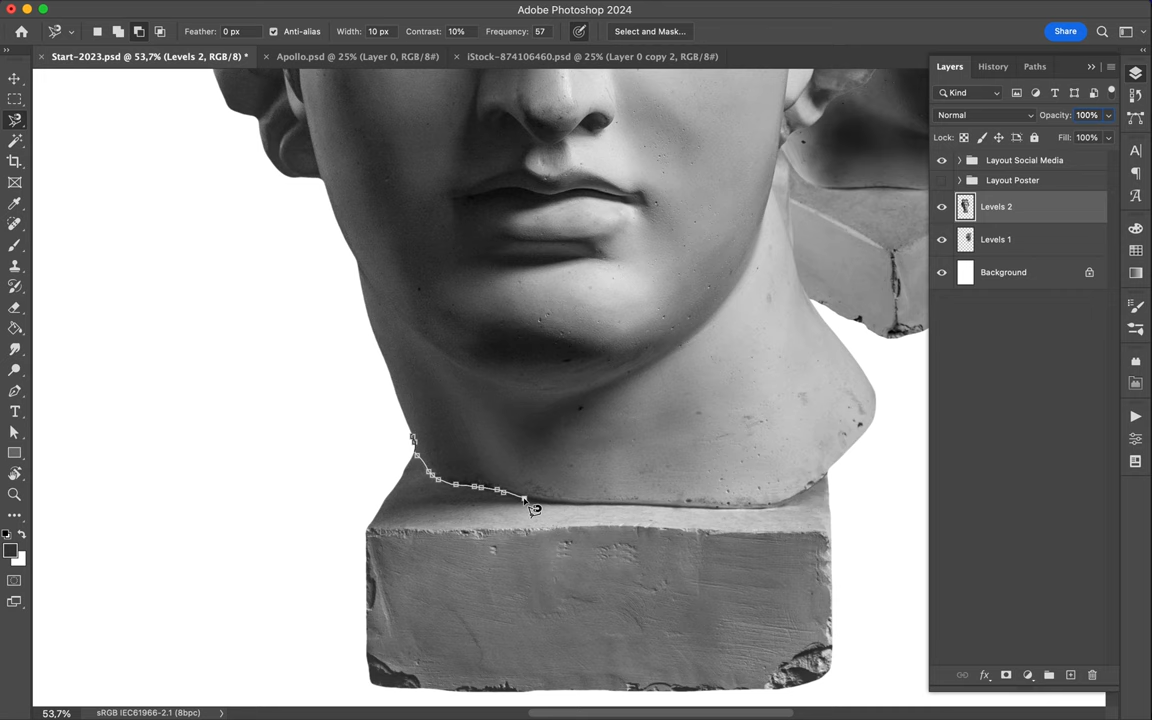 Adobe Photoshop 2024
Feather: 0 px Anti-alias Width: 10 px Contrast: 10% Frequency: 57 Select and Mask... Share
Start-2023.psd @ 53,7% (Levels 2, RGB/8) * Apollo.psd @ 25% (Layer 0, RGB/8#) iStock-874106460.psd @ 25% (Layer 0 copy 2, RGB/8#)
Layers History Paths
Kind
Normal Opacity: 100%
Lock: Fill: 100%
Layout Social Media
Layout Poster
Levels 2
Levels 1
Background
fx
53,7% sRGB IEC61966-2.1 (8bpc)